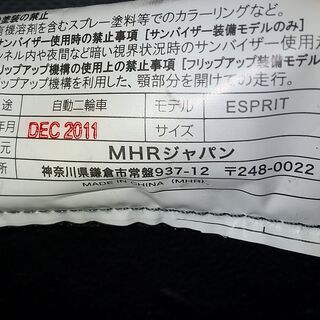 塗装の禁止
有機溶剤を含むスプレー塗料等でのカラーリングなど。
サンバイザー使用時の禁止事項 [サンバイザー装備モデルのみ]
ンネル内や夜間など暗い視界状況時のサンバイザー使用
リップアップ機構の使用上の禁止事項 [フリップアップ装備モデル
ップアップ機構を利用した、顎部分を開けての走行。
途 自動二輪車 モデル ESPRIT
年月 DEC 2011 サイズ
元 MHRジャパン
神奈川県鎌倉市常盤937-12 〒248-0022
MADE IN CHINA (MHR)